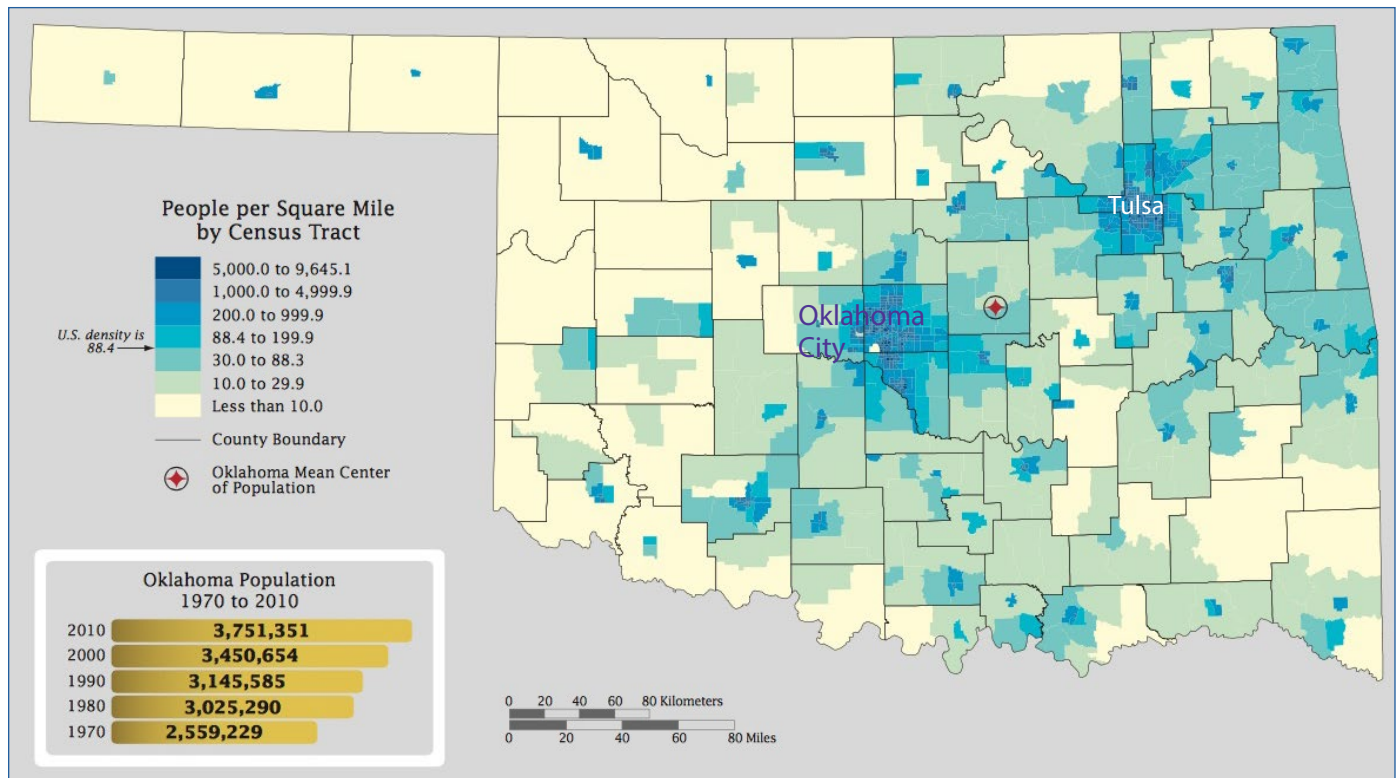 Tulsa
Oklahoma
City
People per Square Mile
by Census Tract
5,000.0 to 9,645.1
1,000.0 to 4,999.9
200.0 to 999.9
88.4 to 199.9
30.0 to 88.3
10.0 to 29.9
Less than 10.0
U.S. density is
88.4
County Boundary
Oklahoma Mean Center
of Population
Oklahoma Population
1970 to 2010
2010 3,751,351
2000 3,450,654
1990 3,145,585
1980 3,025,290
1970 2,559,229
0 20 40 60 80 Kilometers
0 20 40 60 80 Miles